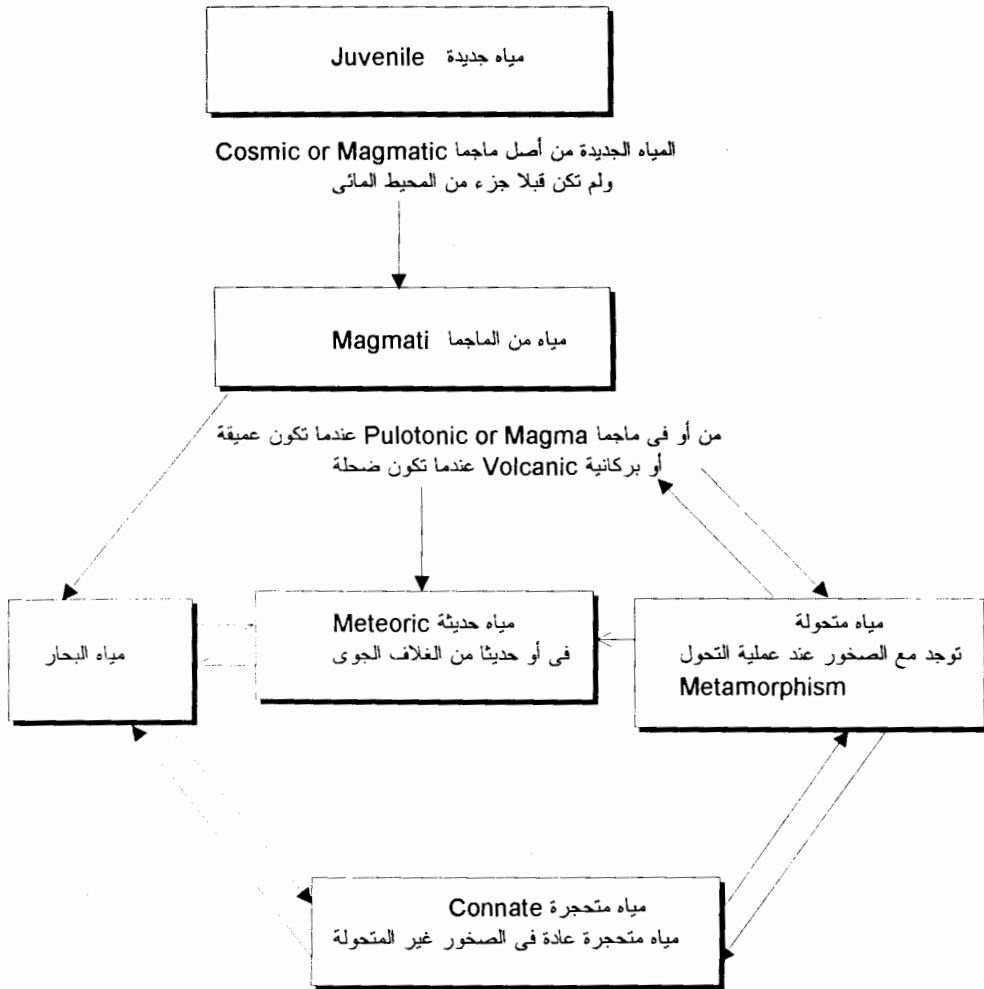 مياه جديدة Juvenile
المياه الجديدة من أصل ماجما Cosmic or Magmatic
ولم تكن قبلا جزء من المحيط المائى
مياه من الماجما Magmati
من أو فى ماجما Pulotonic or Magma عندما تكون عميقة
أو بركانية Volcanic عندما تكون ضحلة
مياه متحولة
توجد مع الصخور عند عملية التحول
Metamorphism
مياه حديثة Meteoric
فى أو حديثا من الغلاف الجوى
مياه البحار
مياه متحجرة Connate
مياه متحجرة عادة فى الصخور غير المتحولة